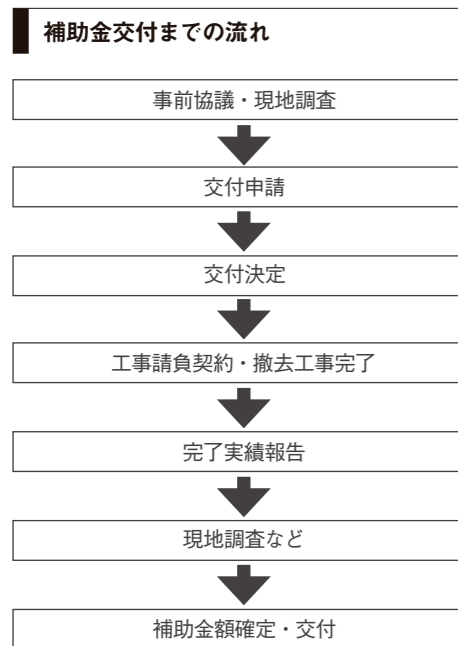 補助金交付までの流れ
事前協議・現地調査
交付申請
交付決定
工事請負契約・撤去工事完了
完了実績報告
現地調査など
補助金額確定・交付